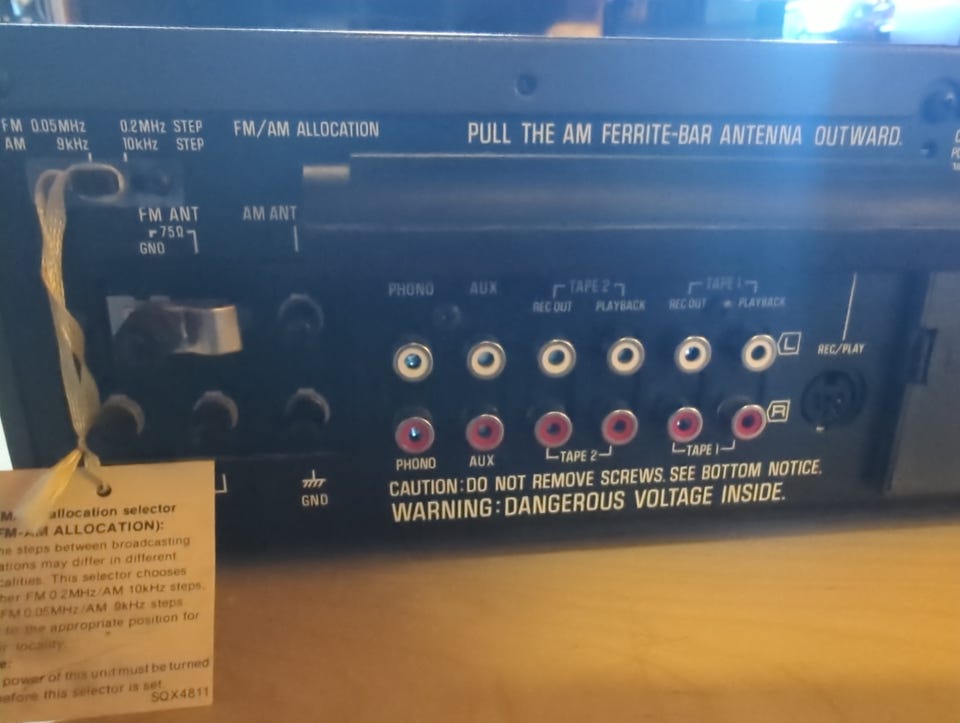 FM 0.05MHz 0.2MHz STEP
AM 9kHz 10kHz STEP
FM/AM ALLOCATION
PULL THE AM FERRITE-BAR ANTENNA OUTWARD.
FM ANT
75Ω
GND
AM ANT
PHONO AUX TAPE 2 TAPE 1
REC OUT PLAYBACK REC OUT PLAYBACK
L
REC/PLAY
R
PHONO AUX TAPE 2 TAPE 1
GND
CAUTION: DO NOT REMOVE SCREWS. SEE BOTTOM NOTICE.
WARNING: DANGEROUS VOLTAGE INSIDE.
allocation selector
FM-AM ALLOCATION):
steps between broadcasting
may differ in different
This selector chooses
FM 0.2MHz/AM 10kHz steps,
FM 0.05MHz/AM 9kHz steps
to the appropriate position for
locality.
power of this unit must be turned
before this selector is set.
SQX4811